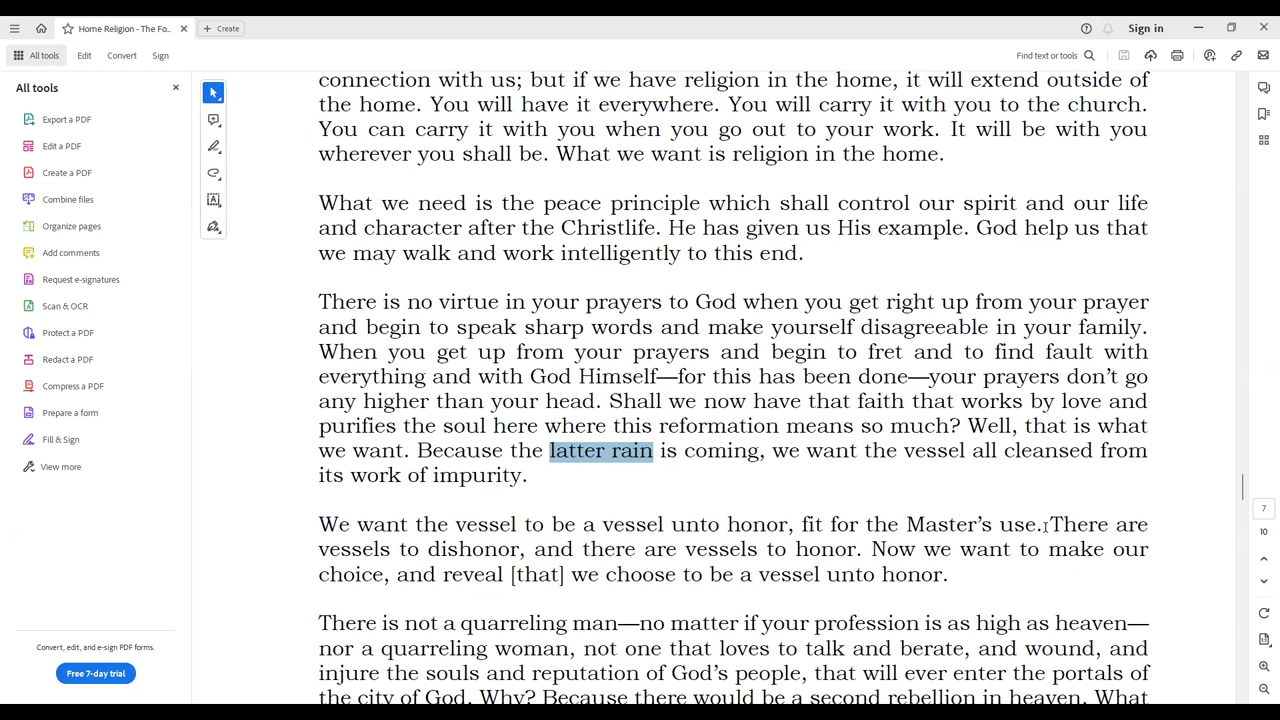 Home Religion - The Fo...
Create
Sign in
All tools
Edit
Convert
Sign
Find text or tools
All tools
Export a PDF
Edit a PDF
Create a PDF
Combine files
Organize pages
Add comments
Request e-signatures
Scan & OCR
Protect a PDF
Redact a PDF
Compress a PDF
Prepare a form
Fill & Sign
View more
Convert, edit, and e-sign PDF forms.
Free 7-day trial
connection with us; but if we have religion in the home, it will extend outside of
the home. You will have it everywhere. You will carry it with you to the church.
You can carry it with you when you go out to your work. It will be with you
wherever you shall be. What we want is religion in the home.
What we need is the peace principle which shall control our spirit and our life
and character after the Christlife. He has given us His example. God help us that
we may walk and work intelligently to this end.
There is no virtue in your prayers to God when you get right up from your prayer
and begin to speak sharp words and make yourself disagreeable in your family.
When you get up from your prayers and begin to fret and to find fault with
everything and with God Himself—for this has been done—your prayers don't go
any higher than your head. Shall we now have that faith that works by love and
purifies the soul here where this reformation means so much? Well, that is what
we want. Because the latter rain is coming, we want the vessel all cleansed from
its work of impurity.
We want the vessel to be a vessel unto honor, fit for the Master's use. There are
vessels to dishonor, and there are vessels to honor. Now we want to make our
choice, and reveal [that] we choose to be a vessel unto honor.
There is not a quarreling man—no matter if your profession is as high as heaven—
nor a quarreling woman, not one that loves to talk and berate, and wound, and
injure the souls and reputation of God's people, that will ever enter the portals of
the city of God. Why? Because there would be a second rebellion in heaven. What
7
10